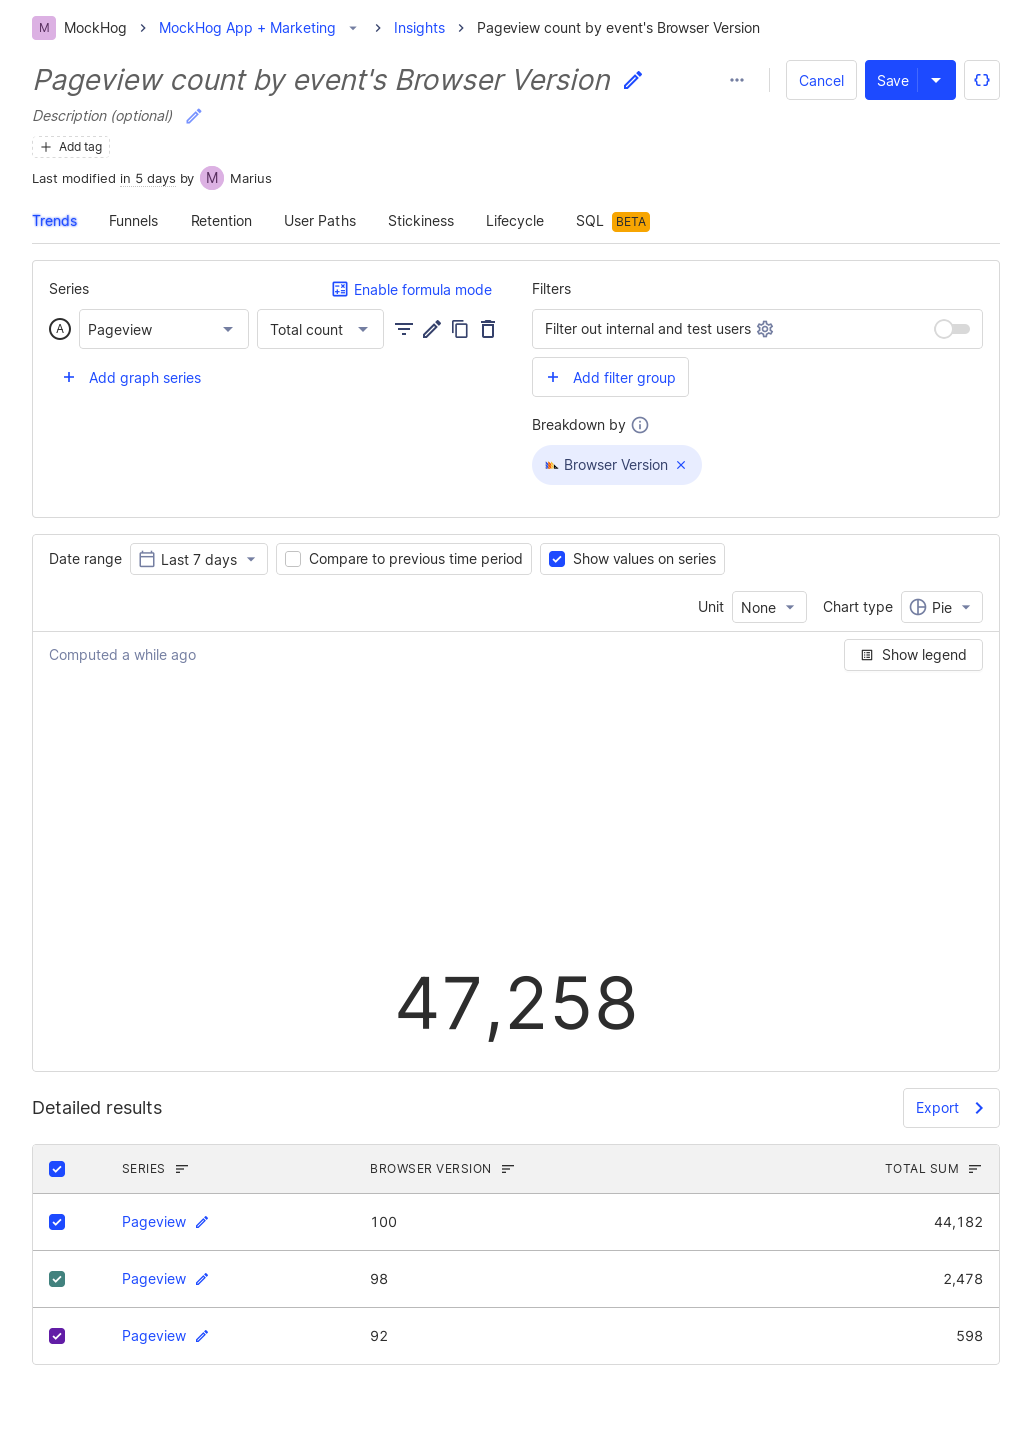 M MockHog MockHog App + Marketing Insights Pageview count by event's Browser Version
Pageview count by event's Browser Version
Cancel Save
Description (optional)
Add tag
Last modified in 5 days by M Marius
Trends Funnels Retention User Paths Stickiness Lifecycle SQL BETA
Series Enable formula mode
A Pageview Total count
Add graph series
Filters
Filter out internal and test users
Add filter group
Breakdown by
Browser Version
Date range Last 7 days Compare to previous time period Show values on series
Unit None Chart type Pie
Computed a while ago Show legend
47,258
Detailed results Export
SERIES BROWSER VERSION TOTAL SUM
Pageview 100 44,182
Pageview 98 2,478
Pageview 92 598